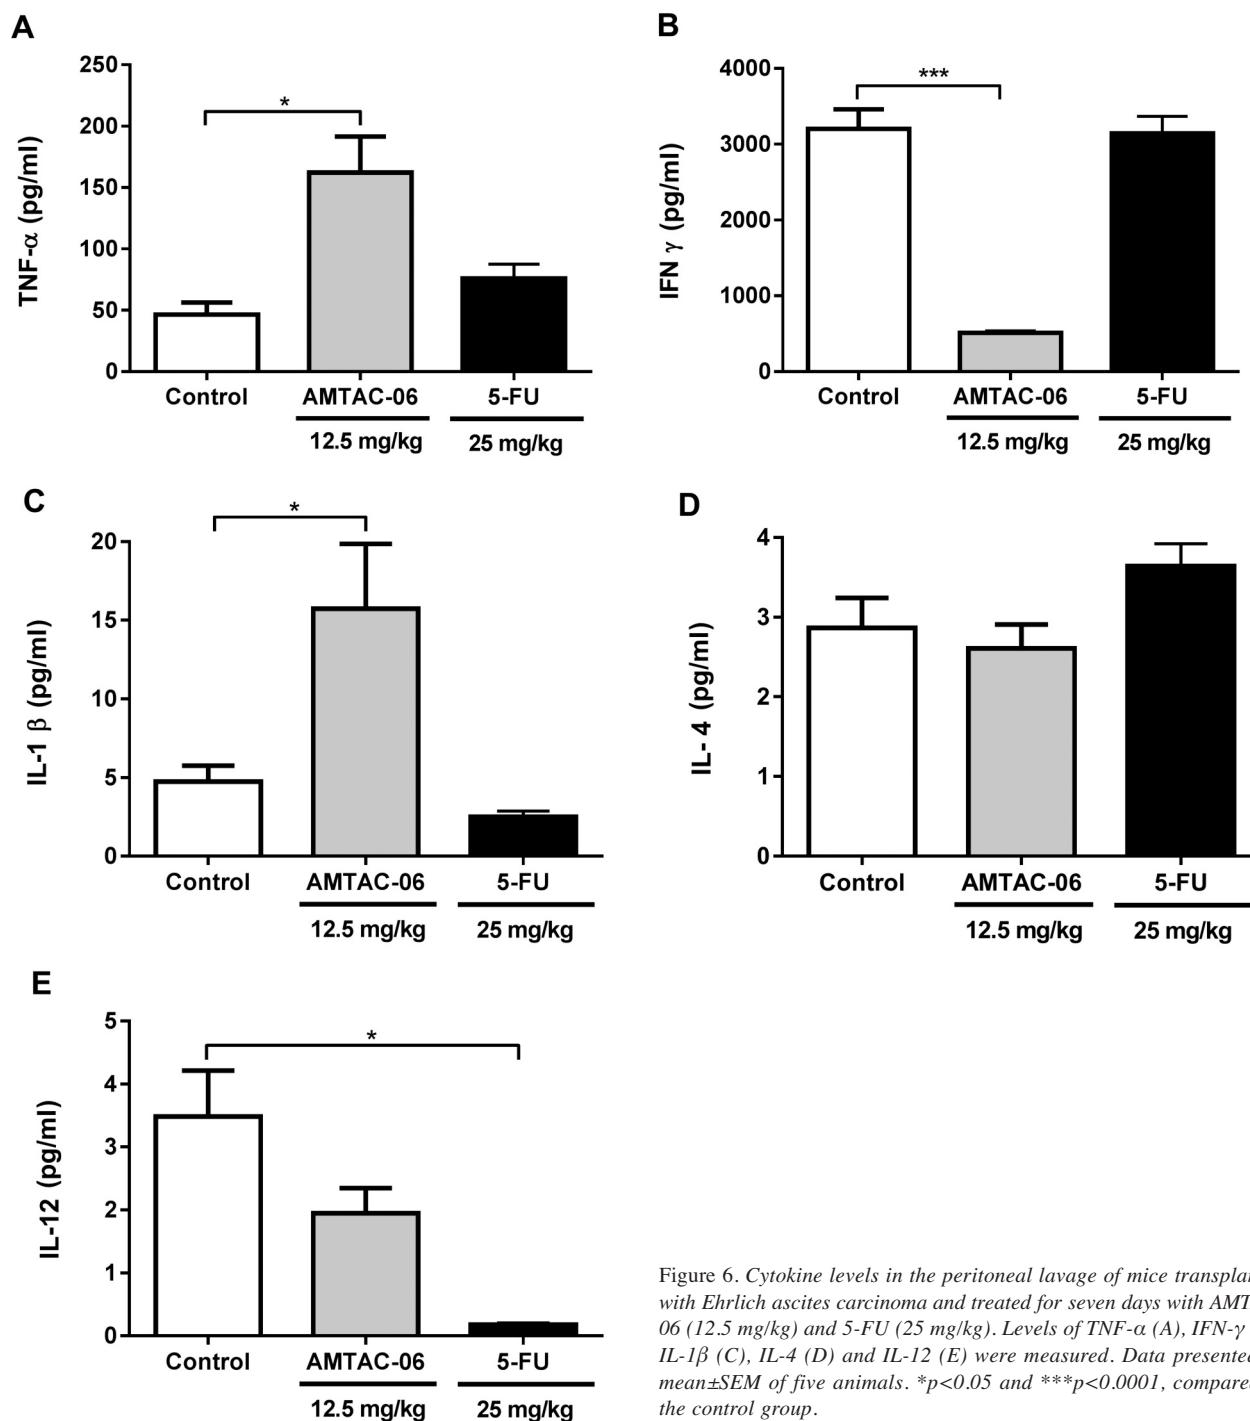 A
TNF-α (pg/ml)
250
200
150
100
50
0
*
Control
AMTAC-06
5-FU
12.5 mg/kg
25 mg/kg
B
IFN γ (pg/ml)
4000
3000
2000
1000
0
***
Control
AMTAC-06
5-FU
12.5 mg/kg
25 mg/kg
C
IL-1 β (pg/ml)
20
15
10
5
0
*
Control
AMTAC-06
5-FU
12.5 mg/kg
25 mg/kg
D
IL- 4 (pg/ml)
4
3
2
1
0
Control
AMTAC-06
5-FU
12.5 mg/kg
25 mg/kg
E
IL-12 (pg/ml)
5
4
3
2
1
0
*
Control
AMTAC-06
5-FU
12.5 mg/kg
25 mg/kg
Figure 6. Cytokine levels in the peritoneal lavage of mice
with Ehrlich ascites carcinoma and treated for seven days with
06 (12.5 mg/kg) and 5-FU (25 mg/kg). Levels of TNF-α (A), IFN-γ
IL-1β (C), IL-4 (D) and IL-12 (E) were measured. Data presented
mean±SEM of five animals. *p<0.05 and ***p<0.0001, compared
the control group.